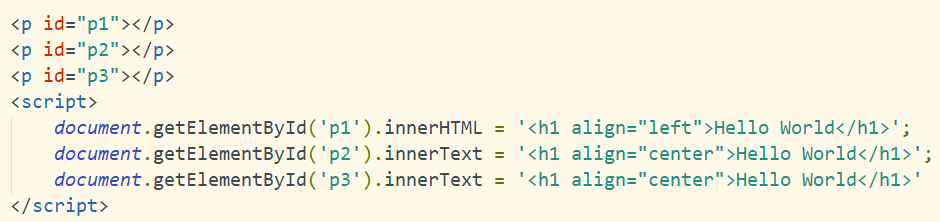 <p id="p1"></p>
<p id="p2"></p>
<p id="p3"></p>
<script>
    document.getElementById('p1').innerHTML = '<h1 align="left">Hello World</h1>';
    document.getElementById('p2').innerText = '<h1 align="center">Hello World</h1>';
    document.getElementById('p3').innerText = '<h1 align="center">Hello World</h1>'
</script>